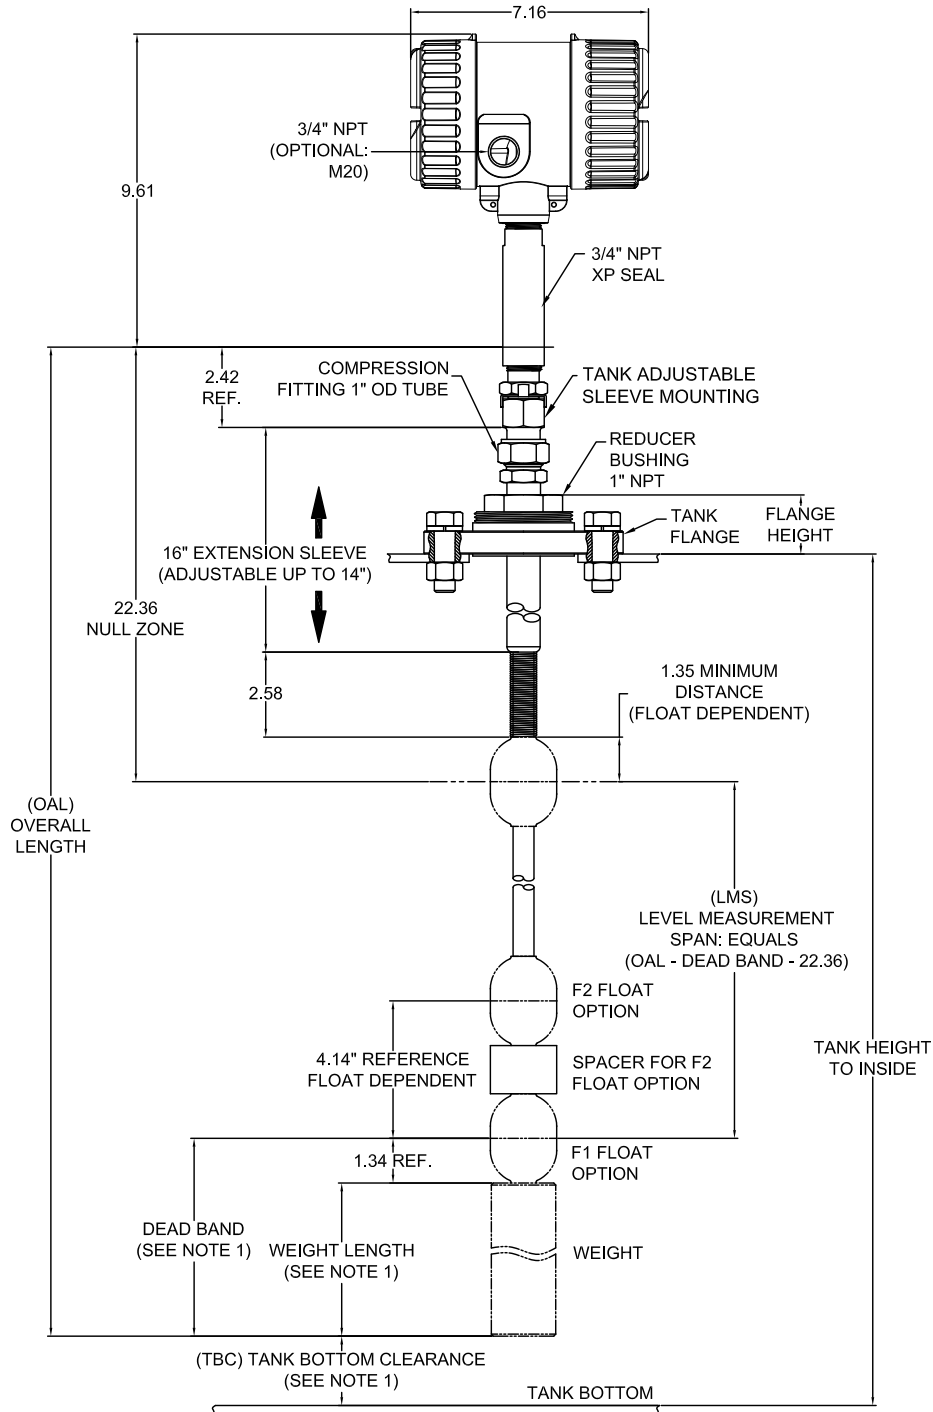 7.16
3/4" NPT
(OPTIONAL:
M20)
9.61
3/4" NPT
XP SEAL
2.42
REF.
COMPRESSION
FITTING 1" OD TUBE
TANK ADJUSTABLE
SLEEVE MOUNTING
REDUCER
BUSHING
1" NPT
TANK
FLANGE
FLANGE
HEIGHT
16" EXTENSION SLEEVE
(ADJUSTABLE UP TO 14")
22.36
NULL ZONE
2.58
1.35 MINIMUM
DISTANCE
(FLOAT DEPENDENT)
(OAL)
OVERALL
LENGTH
(LMS)
LEVEL MEASUREMENT
SPAN: EQUALS
(OAL - DEAD BAND - 22.36)
F2 FLOAT
OPTION
4.14" REFERENCE
FLOAT DEPENDENT
SPACER FOR F2
FLOAT OPTION
TANK HEIGHT
TO INSIDE
1.34 REF.
F1 FLOAT
OPTION
DEAD BAND
(SEE NOTE 1)
WEIGHT LENGTH
(SEE NOTE 1)
WEIGHT
(TBC) TANK BOTTOM CLEARANCE
(SEE NOTE 1)
TANK BOTTOM